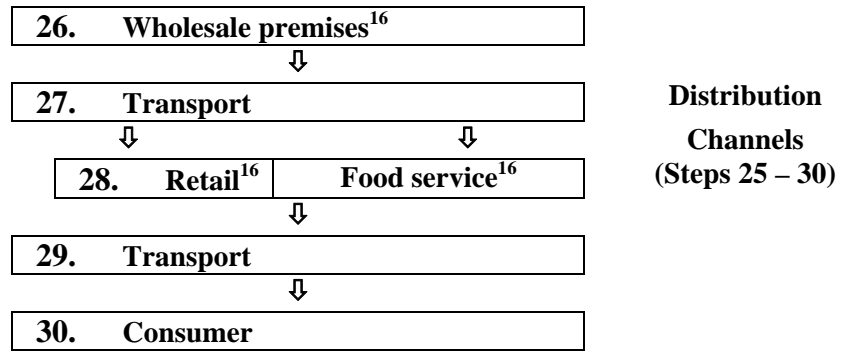 26. Wholesale premises16
27. Transport
28. Retail16 Food service16
29. Transport
30. Consumer
Distribution
Channels
(Steps 25 – 30)